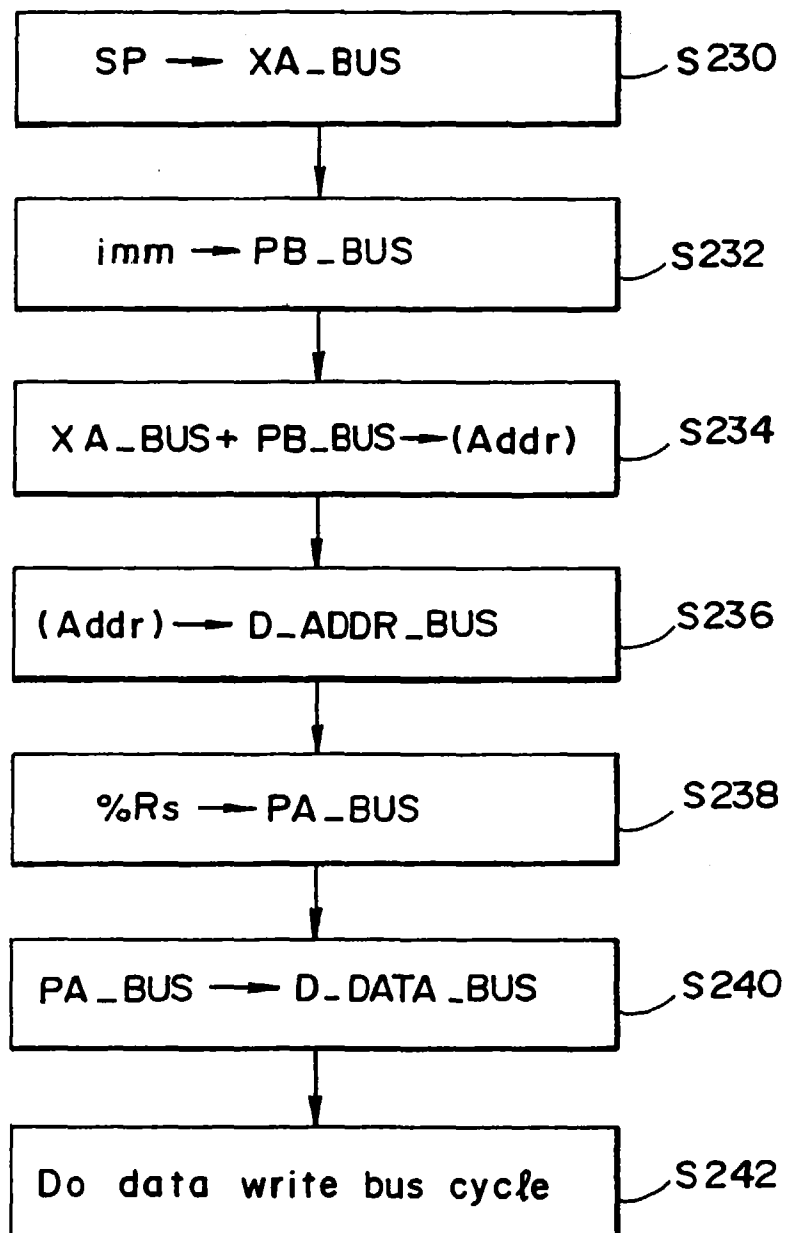 SP → XA_BUS S230
imm → PB_BUS S232
XA_BUS+ PB_BUS→(Addr) S234
(Addr) → D_ADDR_BUS S236
%Rs → PA_BUS S238
PA_BUS → D_DATA_BUS S240
Do data write bus cycle S242